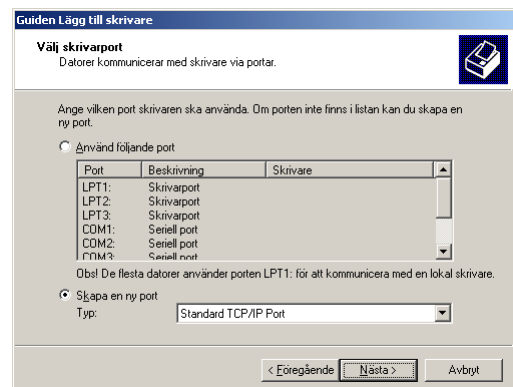 Guiden Lägg till skrivare
Välj skrivarport
Datorer kommunicerar med skrivare via portar.
Ange vilken port skrivaren ska använda. Om porten inte finns i listan kan du skapa en
ny port.
Använd följande port
Port Beskrivning Skrivare
LPT1: Skrivarport
LPT2: Skrivarport
LPT3: Skrivarport
COM1: Seriell port
COM2: Seriell port
COM3: Seriell port
Obs! De flesta datorer använder porten LPT1: för att kommunicera med en lokal skrivare.
Skapa en ny port
Typ: Standard TCP/IP Port
< Föregående Nästa > Avbryt